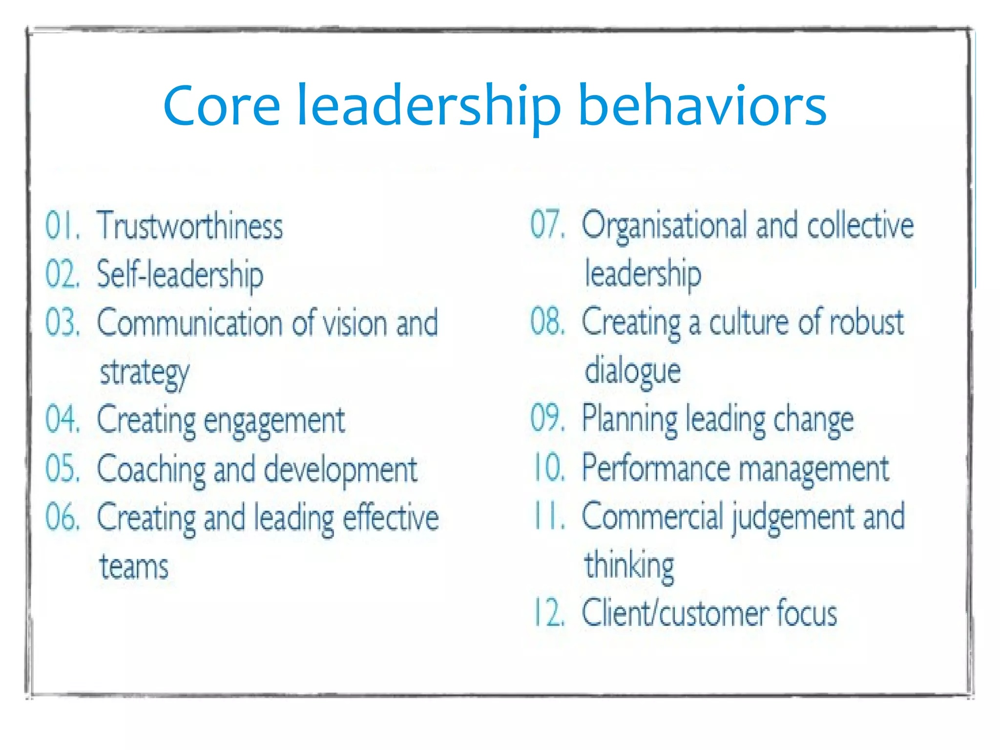 Core leadership behaviors
01. Trustworthiness
02. Self-leadership
03. Communication of vision and
strategy
04. Creating engagement
05. Coaching and development
06. Creating and leading effective
teams
07. Organisational and collective
leadership
08. Creating a culture of robust
dialogue
09. Planning leading change
10. Performance management
11. Commercial judgement and
thinking
12. Client/customer focus